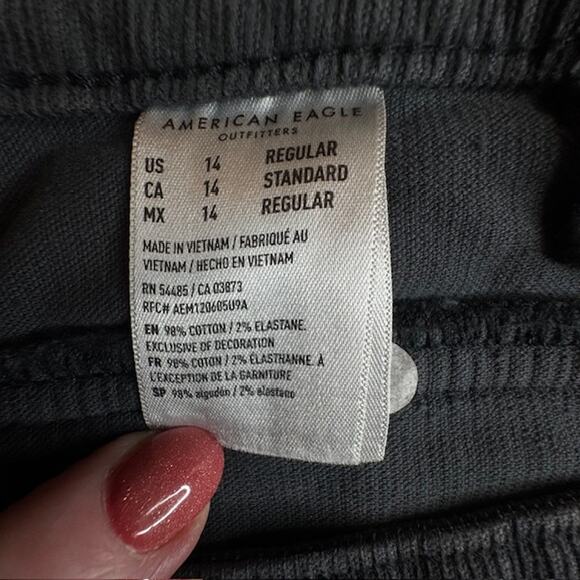 AMERICAN EAGLE
OUTFITTERS
US 14 REGULAR
CA 14 STANDARD
MX 14 REGULAR
MADE IN VIETNAM / FABRIQUÉ AU
VIETNAM / HECHO EN VIETNAM
RN 54485 / CA 03873
RFC# AEM120605U9A
EN 98% COTTON / 2% ELASTANE,
EXCLUSIVE OF DECORATION
FR 98% COTON / 2% ÉLASTHANNE, À
L'EXCEPTION DE LA GARNITURE
SP 98% algodón / 2% elastano